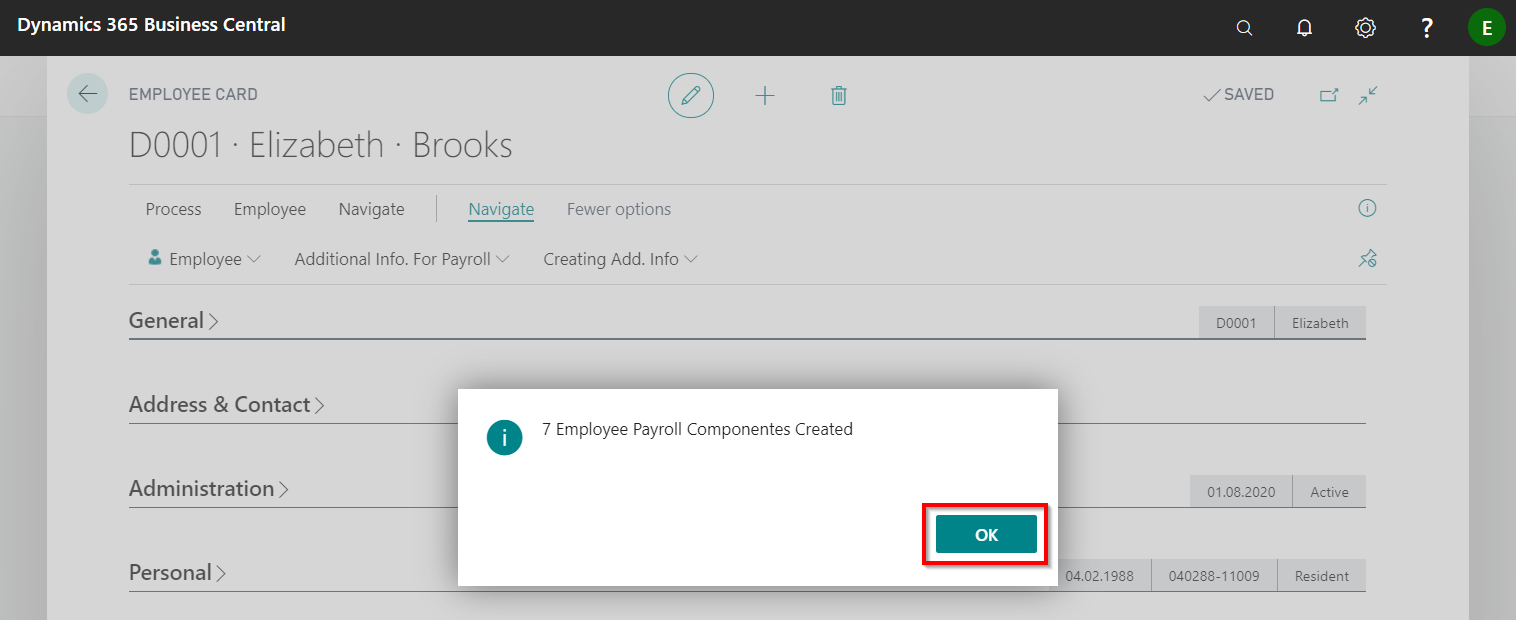 Dynamics 365 Business Central
?
E
EMPLOYEE CARD
SAVED
D0001 · Elizabeth · Brooks
Process Employee Navigate Navigate Fewer options
Employee Additional Info. For Payroll Creating Add. Info
General D0001 Elizabeth
Address & Contact
i
7 Employee Payroll Componentes Created
Administration 01.08.2020 Active
OK
Personal 04.02.1988 040288-11009 Resident